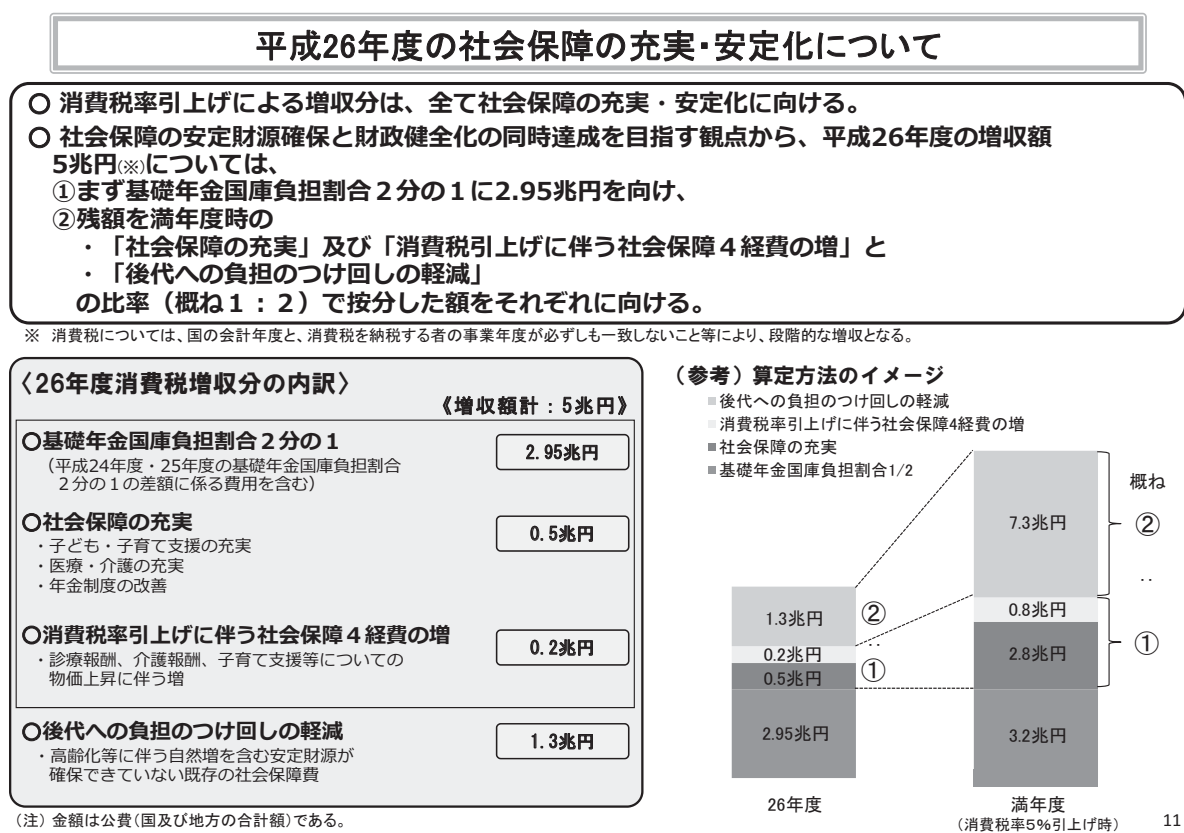 平成26年度の社会保障の充実・安定化について
○ 消費税率引上げによる増収分は、全て社会保障の充実・安定化に向ける。
○ 社会保障の安定財源確保と財政健全化の同時達成を目指す観点から、平成26年度の増収額
5兆円(※)については、
①まず基礎年金国庫負担割合２分の１に2.95兆円を向け、
②残額を満年度時の
・「社会保障の充実」及び「消費税引上げに伴う社会保障４経費の増」と
・「後代への負担のつけ回しの軽減」
の比率（概ね１：２）で按分した額をそれぞれに向ける。
※ 消費税については、国の会計年度と、消費税を納税する者の事業年度が必ずしも一致しないこと等により、段階的な増収となる。
〈26年度消費税増収分の内訳〉
《増収額計：5兆円》
○基礎年金国庫負担割合２分の１
2.95兆円
（平成24年度・25年度の基礎年金国庫負担割合
２分の１の差額に係る費用を含む）
○社会保障の充実
0.5兆円
・子ども・子育て支援の充実
・医療・介護の充実
・年金制度の改善
○消費税率引上げに伴う社会保障４経費の増
0.2兆円
・診療報酬、介護報酬、子育て支援等についての
物価上昇に伴う増
○後代への負担のつけ回しの軽減
1.3兆円
・高齢化等に伴う自然増を含む安定財源が
確保できていない既存の社会保障費
（注）金額は公費（国及び地方の合計額）である。
（参考）算定方法のイメージ
■後代への負担のつけ回しの軽減
■消費税率引上げに伴う社会保障4経費の増
■社会保障の充実
■基礎年金国庫負担割合1/2
概ね
7.3兆円
②
：
0.8兆円
2.8兆円
①
3.2兆円
1.3兆円
②
：
0.2兆円
0.5兆円
①
2.95兆円
26年度
満年度
（消費税率5%引上げ時）
11